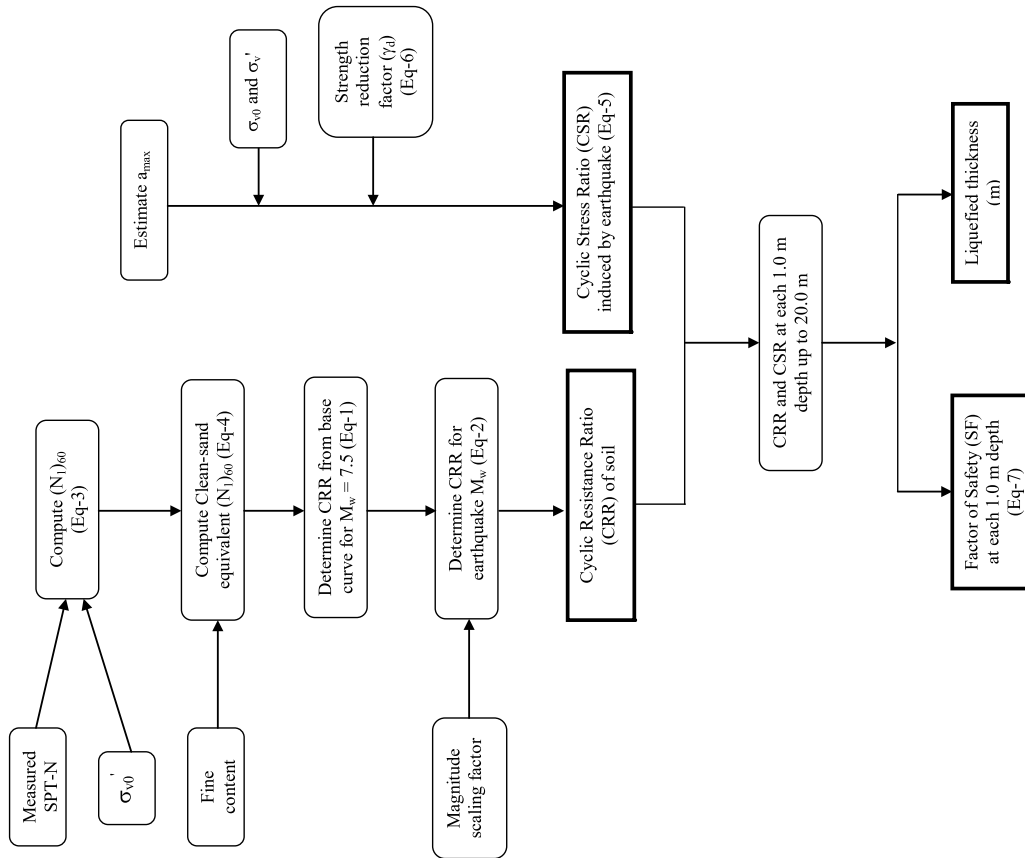 Measured
SPT-N
σv0'
Compute (N1)60
(Eq-3)
Fine
content
Compute Clean-sand
equivalent (N1)60 (Eq-4)
Determine CRR from base
curve for Mw = 7.5 (Eq-1)
Magnitude
scaling factor
Determine CRR for
earthquake Mw (Eq-2)
Cyclic Resistance Ratio
(CRR) of soil
Estimate amax
σv0 and σv'
Strength
reduction
factor (γd)
(Eq-6)
Cyclic Stress Ratio (CSR)
induced by earthquake (Eq-5)
CRR and CSR at each 1.0 m
depth up to 20.0 m
Factor of Safety (SF)
at each 1.0 m depth
(Eq-7)
Liquefied thickness
(m)